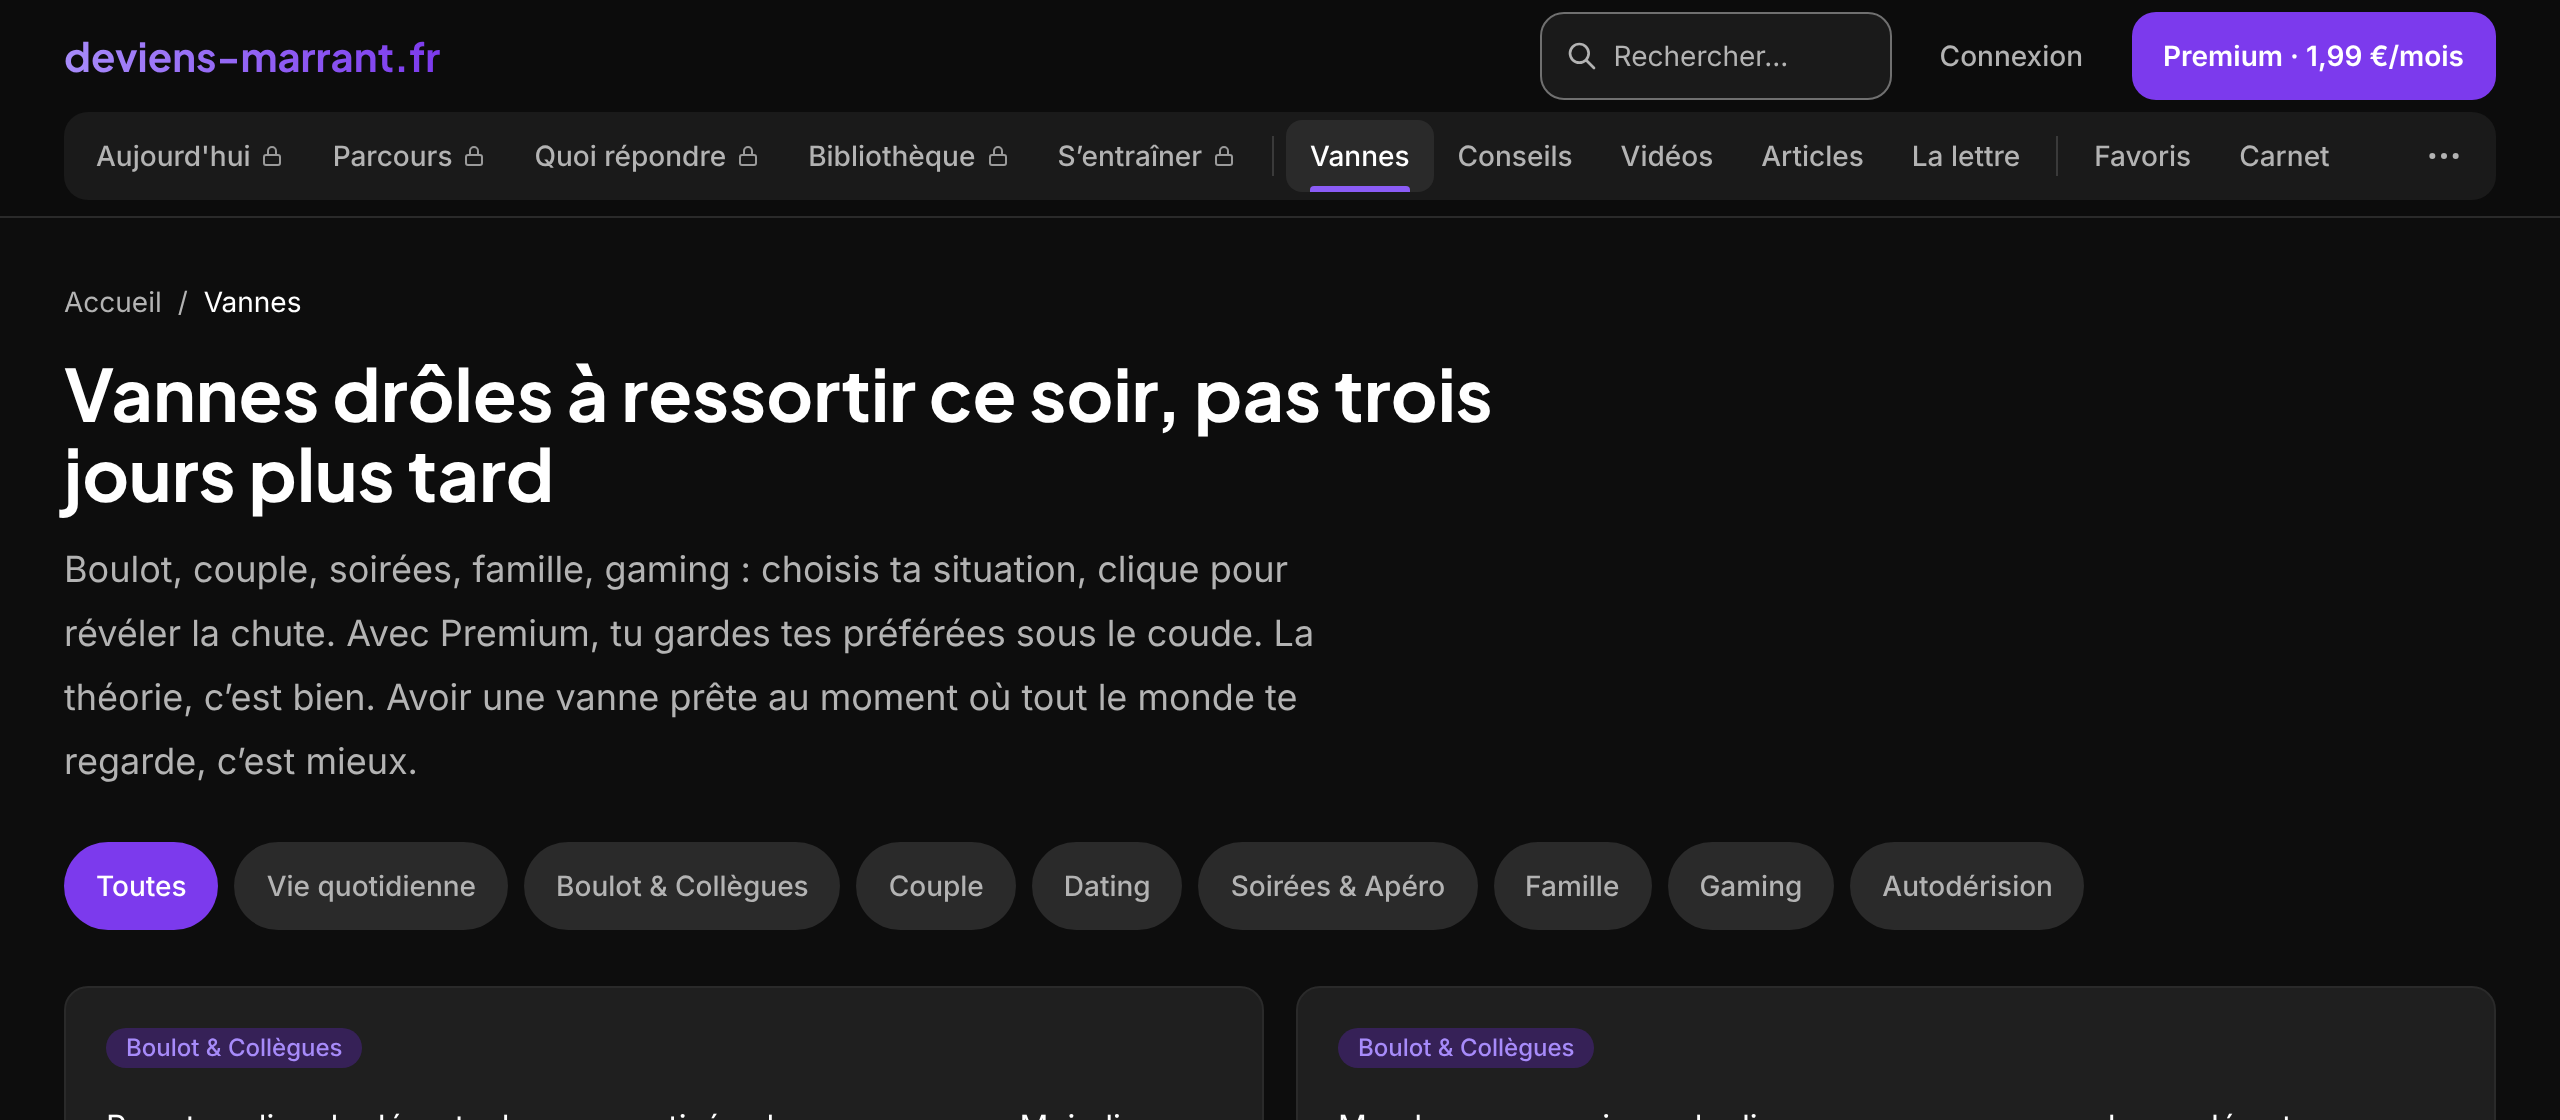 deviens-marrant.fr
Rechercher...
Connexion
Premium · 1,99 €/mois
Aujourd'hui
Parcours
Quoi répondre
Bibliothèque
S’entraîner
Vannes
Conseils
Vidéos
Articles
La lettre
Favoris
Carnet
Accueil / Vannes
Vannes drôles à ressortir ce soir, pas trois
jours plus tard
Boulot, couple, soirées, famille, gaming : choisis ta situation, clique pour
révéler la chute. Avec Premium, tu gardes tes préférées sous le coude. La
théorie, c’est bien. Avoir une vanne prête au moment où tout le monde te
regarde, c’est mieux.
Toutes
Vie quotidienne
Boulot & Collègues
Couple
Dating
Soirées & Apéro
Famille
Gaming
Autodérision
Boulot & Collègues
Boulot & Collègues